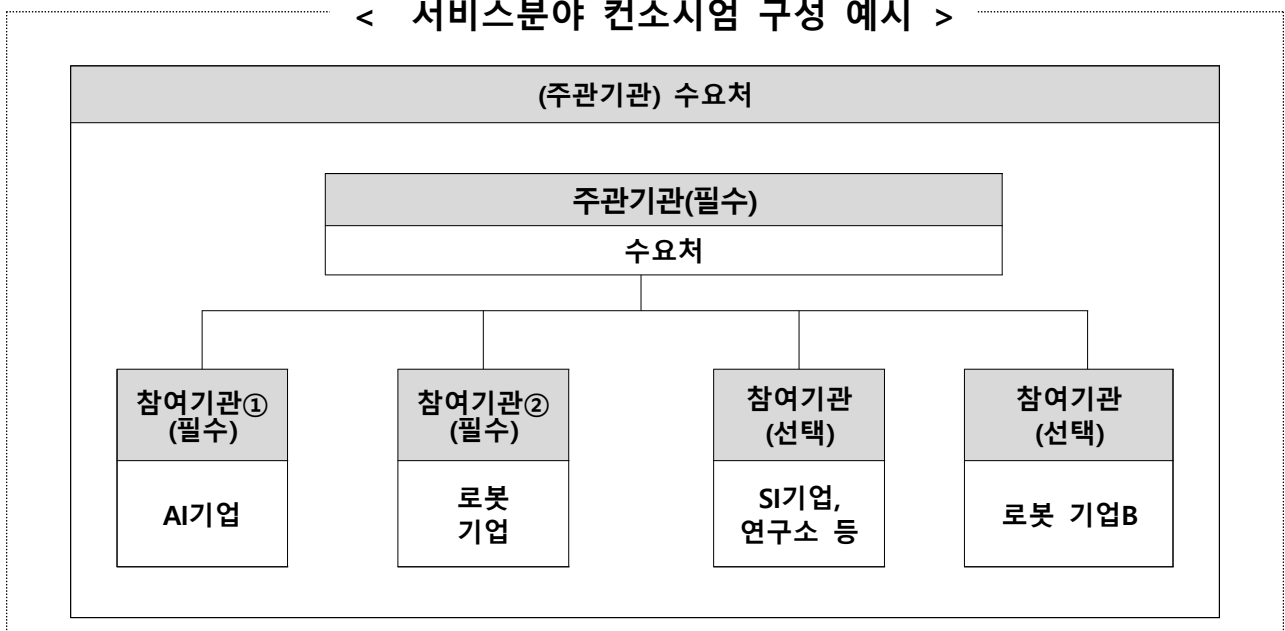 < 서비스분야 컨소시엄 구성 예시 >
(주관기관) 수요처
주관기관(필수)
수요처
참여기관①
(필수)
AI기업
참여기관②
(필수)
로봇
기업
참여기관
(선택)
SI기업,
연구소 등
참여기관
(선택)
로봇 기업B